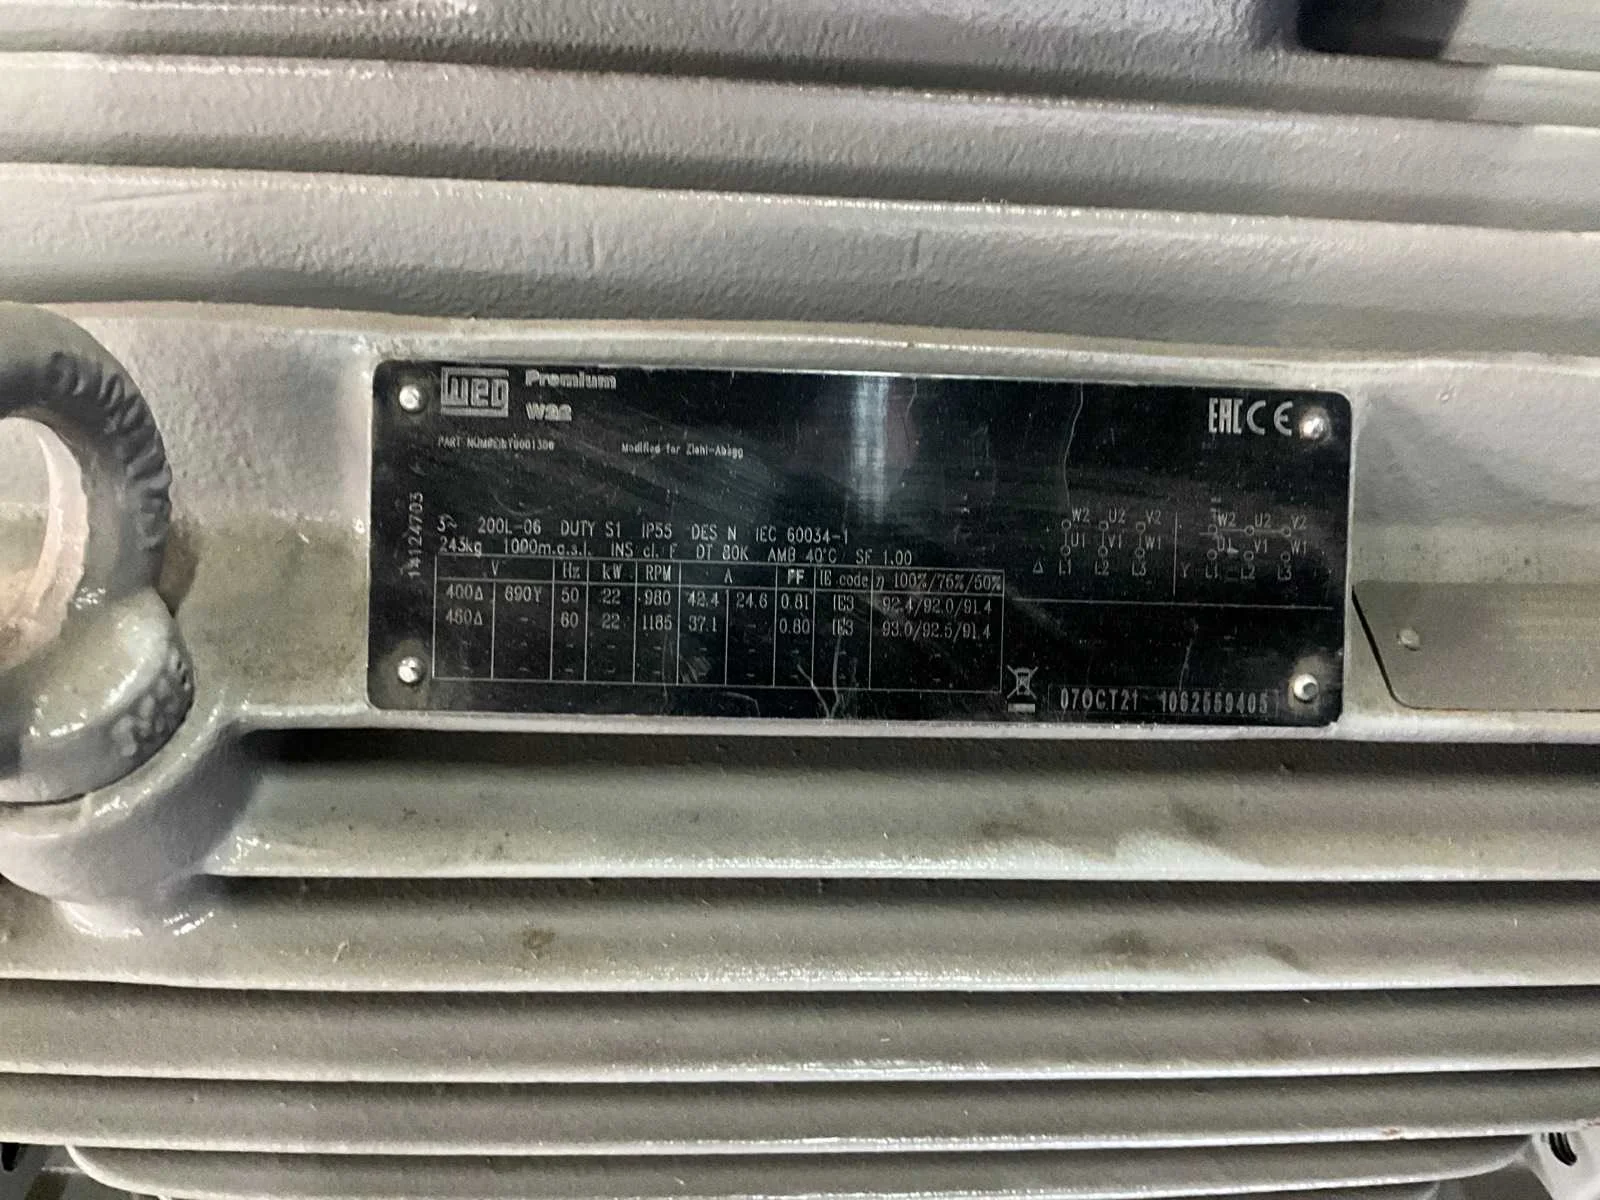 WEG Premium
W22
EAC CE
Modified for Ziehl-Abegg
14124703
3~ 200L-06 DUTY S1 IP55 DES N IEC 60034-1
243kg 1000m.a.s.l. INS cl. F DT 80K AMB 40°C SF 1.00
V Hz kW RPM A PF IE code η 100%/75%/50%
400Δ 690Y 50 22 980 42.4 24.6 0.81 IE3 92.4/92.0/91.4
460Δ - 60 22 1185 37.1 - 0.80 IE3 93.0/92.5/91.4
- - - - - - - - - -
- - - - - - - - - -
W2 U2 V2 W2 U2 V2
U1 V1 W1 U1 V1 W1
Δ L1 L2 L3 Y L1 L2 L3
07OCT21 1062559405